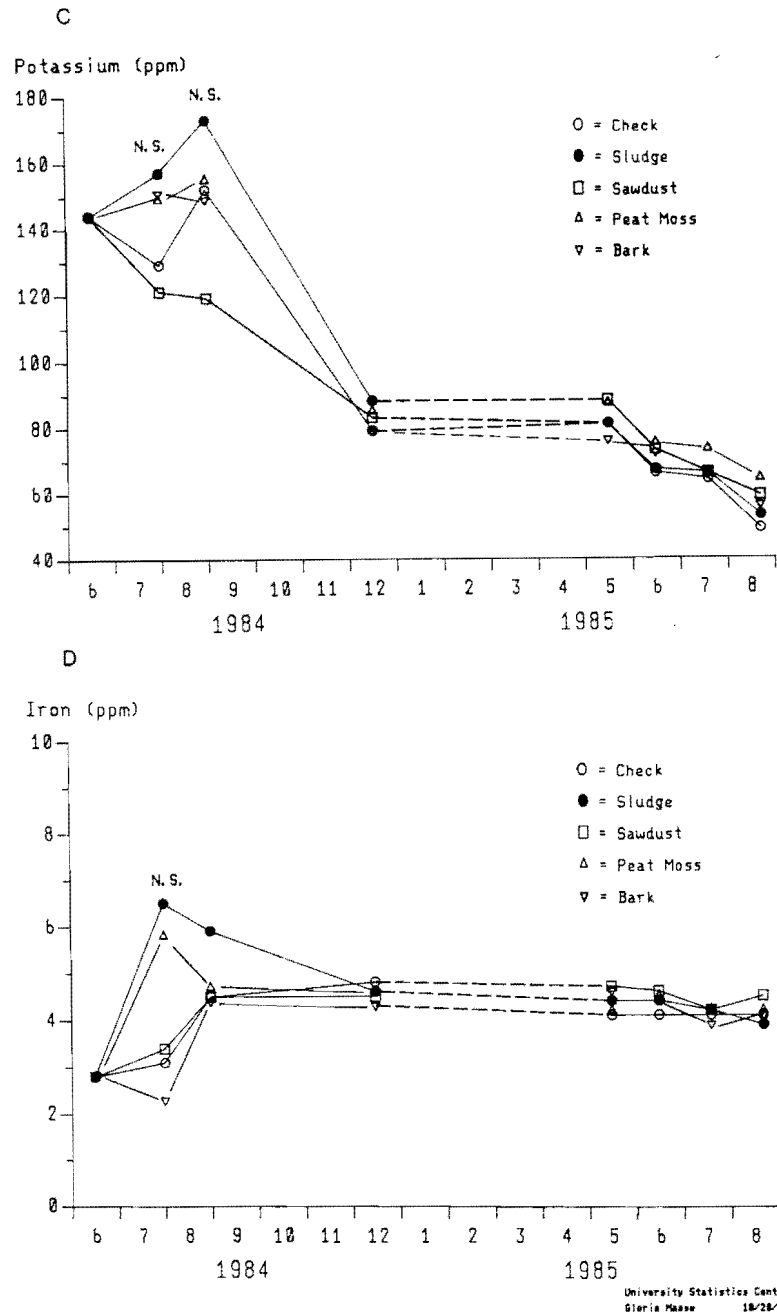 C
Potassium (ppm)
N.S.
N.S.
180
160
140
120
100
80
60
40
○ = Check
● = Sludge
□ = Sawdust
△ = Peat Moss
▽ = Bark
6 7 8 9 10 11 12 1 2 3 4 5 6 7 8
1984 1985
D
Iron (ppm)
10
8
6
4
2
0
N.S.
○ = Check
● = Sludge
□ = Sawdust
△ = Peat Moss
▽ = Bark
6 7 8 9 10 11 12 1 2 3 4 5 6 7 8
1984 1985
University Statistics Cen
Gloria Masse